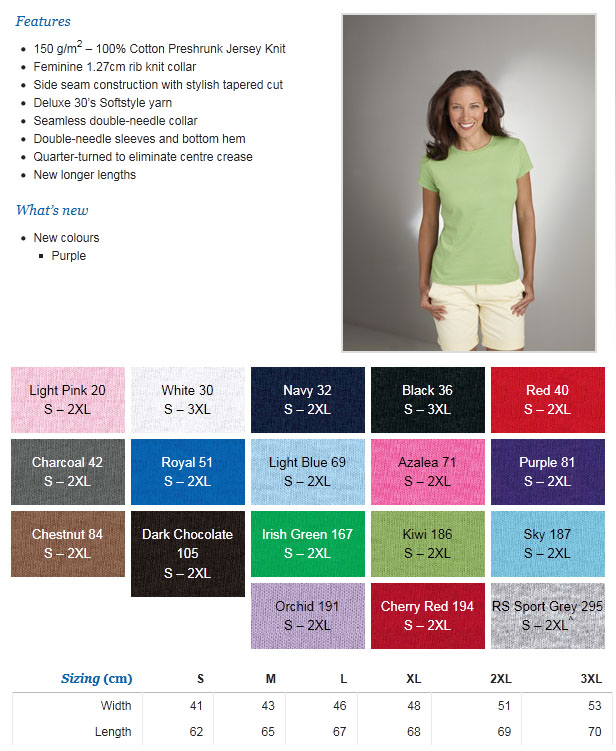 Features
150 g/m2 – 100% Cotton Preshrunk Jersey Knit
Feminine 1.27cm rib knit collar
Side seam construction with stylish tapered cut
Deluxe 30's Softstyle yarn
Seamless double-needle collar
Double-needle sleeves and bottom hem
Quarter-turned to eliminate centre crease
New longer lengths
What's new
New colours
Purple
Light Pink 20
S – 2XL
White 30
S – 3XL
Navy 32
S – 2XL
Black 36
S – 3XL
Red 40
S – 2XL
Charcoal 42
S – 2XL
Royal 51
S – 2XL
Light Blue 69
S – 2XL
Azalea 71
S – 2XL
Purple 81
S – 2XL
Chestnut 84
S – 2XL
Dark Chocolate
105
S – 2XL
Irish Green 167
S – 2XL
Kiwi 186
S – 2XL
Sky 187
S – 2XL
Orchid 191
S – 2XL
Cherry Red 194
S – 2XL
RS Sport Grey 295
S – 2XL^
Sizing (cm) S M L XL 2XL 3XL
Width 41 43 46 48 51 53
Length 62 65 67 68 69 70